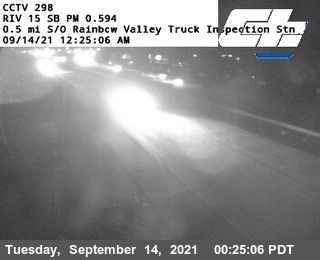 CCTV 298
RIV 15 SB PM 0.594
0.5 mi S/O Rainbcw Valley Truck Inspection Stn
09/14/21 12:25:06 AM
Tuesday, September 14, 2021 00:25:06 PDT